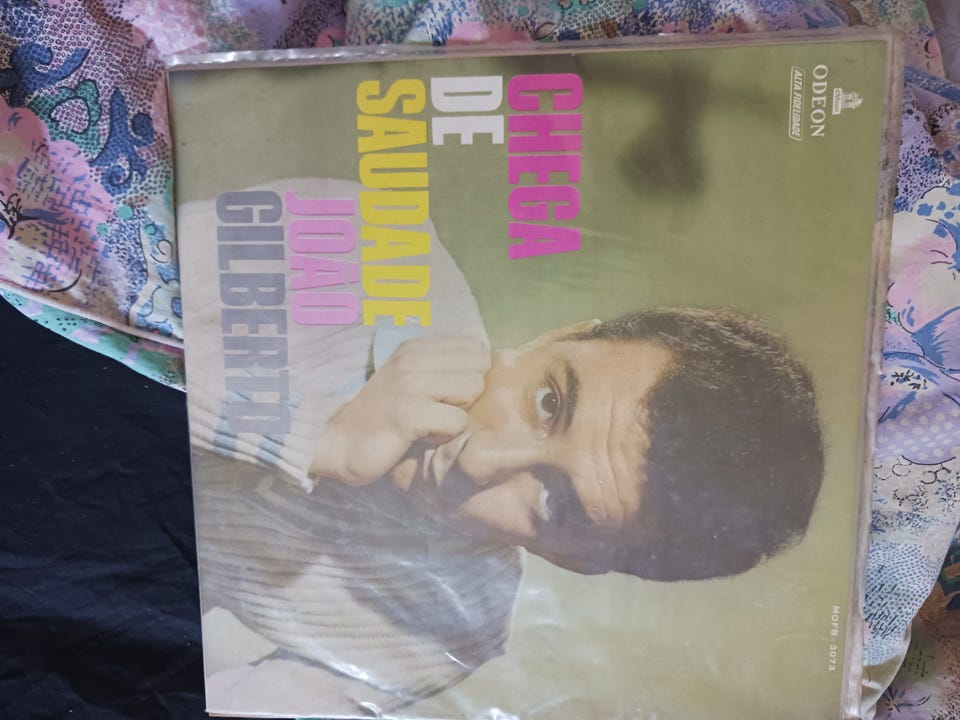 ODEON
ALTA FIDELIDADE
MOFB-3073
CHEGA
DE
SAUDADE
JOÃO
GILBERTO